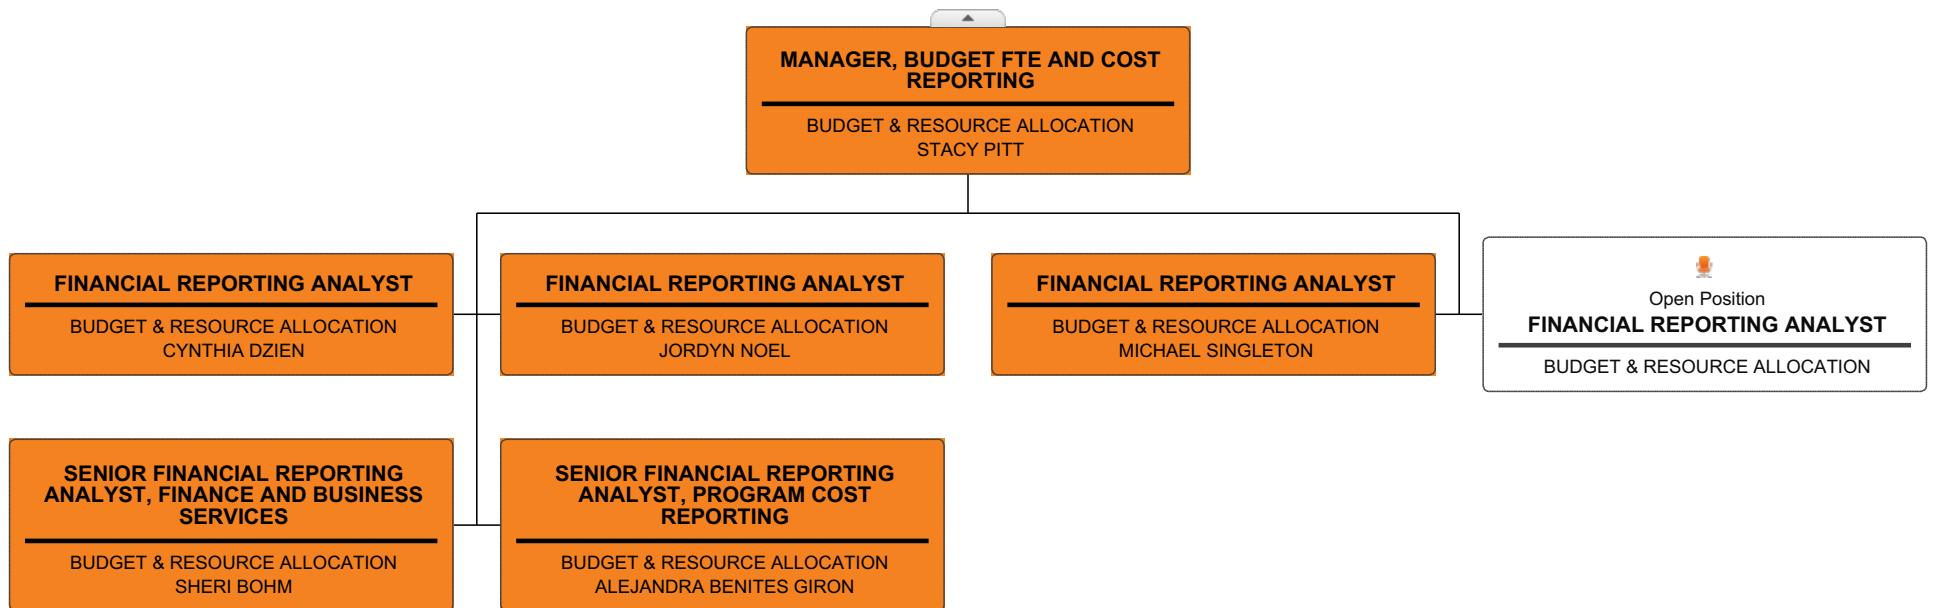 MANAGER, BUDGET FTE AND COST
REPORTING
BUDGET & RESOURCE ALLOCATION
STACY PITT
FINANCIAL REPORTING ANALYST
BUDGET & RESOURCE ALLOCATION
CYNTHIA DZIEN
FINANCIAL REPORTING ANALYST
BUDGET & RESOURCE ALLOCATION
JORDYN NOEL
FINANCIAL REPORTING ANALYST
BUDGET & RESOURCE ALLOCATION
MICHAEL SINGLETON
Open Position
FINANCIAL REPORTING ANALYST
BUDGET & RESOURCE ALLOCATION
SENIOR FINANCIAL REPORTING
ANALYST, FINANCE AND BUSINESS
SERVICES
BUDGET & RESOURCE ALLOCATION
SHERI BOHM
SENIOR FINANCIAL REPORTING
ANALYST, PROGRAM COST
REPORTING
BUDGET & RESOURCE ALLOCATION
ALEJANDRA BENITES GIRON